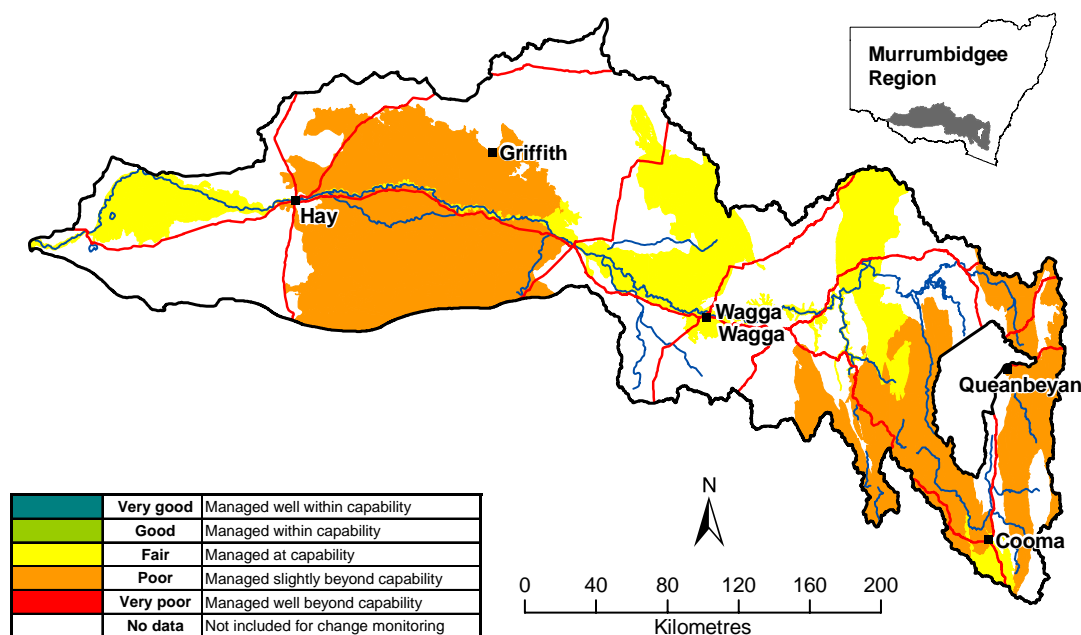 Murrumbidgee
Region
Griffith
Hay
Wagga
Wagga
Queanbeyan
Cooma
N
Very good Managed well within capability
Good Managed within capability
Fair Managed at capability
Poor Managed slightly beyond capability
Very poor Managed well beyond capability
No data Not included for change monitoring
0 40 80 120 160 200
Kilometres